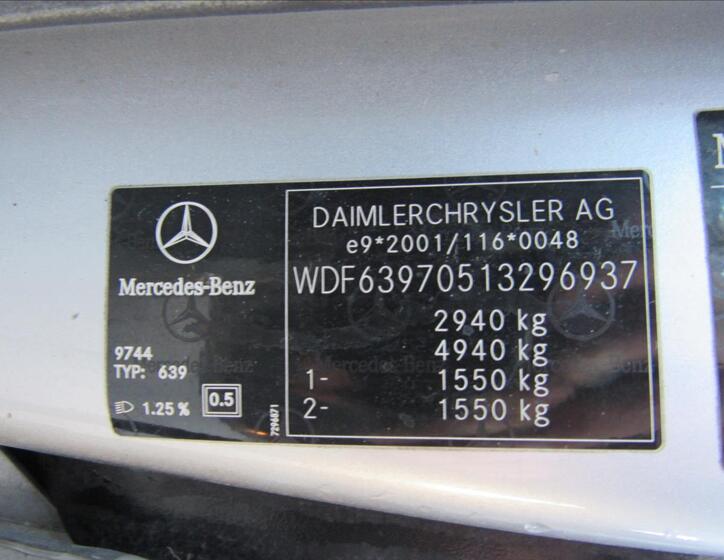 Mercedes-Benz
9744
TYP: 639
1.25 %
0.5
7296671
DAIMLERCHRYSLER AG
e9*2001/116*0048
WDF63970513296937
2940 kg
4940 kg
1- 1550 kg
2- 1550 kg
M